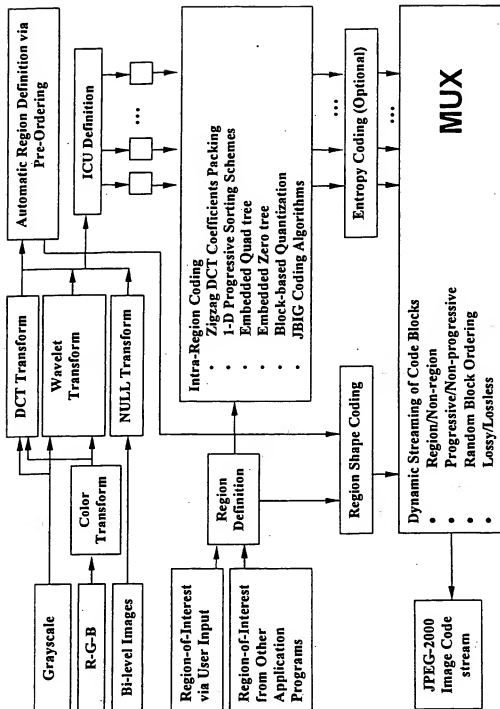 Grayscale
R-G-B
Bi-level Images
Color
Transform
DCT Transform
Wavelet
Transform
NULL Transform
Automatic Region Definition via
Pre-Ordering
ICU Definition
...
Region-of-Interest
via User Input
Region-of-Interest
from Other
Application
Programs
Region
Definition
Intra-Region Coding
• Zigzag DCT Coefficients Packing
• 1-D Progressive Sorting Schemes
• Embedded Quad tree
• Embedded Zero tree
• Block-based Quantization
• JBIG Coding Algorithms
...
Region Shape Coding
Entropy Coding (Optional)
...
JPEG-2000
Image Code
stream
Dynamic Streaming of Code Blocks
• Region/Non-region
• Progressive/Non-progressive
• Random Block Ordering
• Lossy/Lossless
MUX